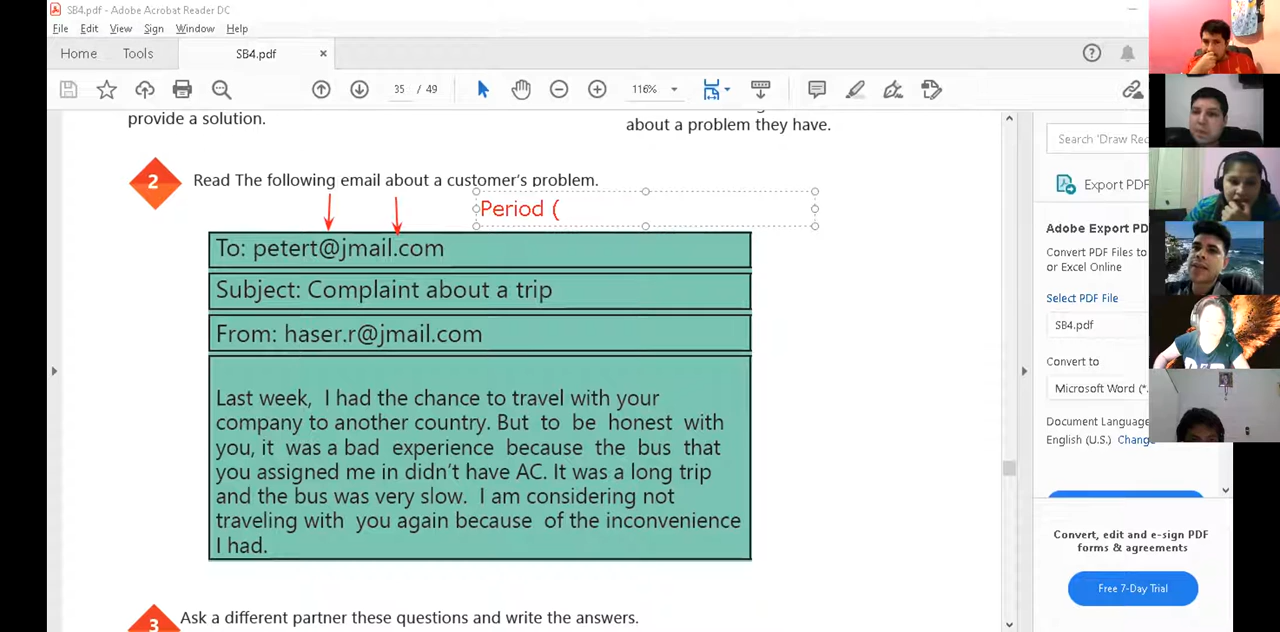 SB4.pdf - Adobe Acrobat Reader DC
File Edit View Sign Window Help
Home Tools SB4.pdf ×
35 / 49 116%
provide a solution.
about a problem they have.
2 Read The following email about a customer's problem.
Period (
To: petert@jmail.com
Subject: Complaint about a trip
From: haser.r@jmail.com
Last week, I had the chance to travel with your
company to another country. But to be honest with
you, it was a bad experience because the bus that
you assigned me in didn't have AC. It was a long trip
and the bus was very slow. I am considering not
traveling with you again because of the inconvenience
I had.
3 Ask a different partner these questions and write the answers.
Search 'Draw Rec
Export PDF
Adobe Export PD
Convert PDF Files to
or Excel Online
Select PDF File
SB4.pdf
Convert to
Microsoft Word (*.
Document Language
English (U.S.) Change
Convert, edit and e-sign PDF
forms & agreements
Free 7-Day Trial